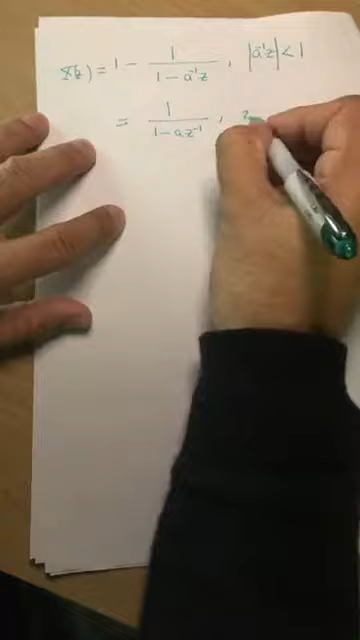 X(z) = 1 - 1/(1 - a⁻¹z), |a⁻¹z| < 1
= 1/(1 - az⁻¹),